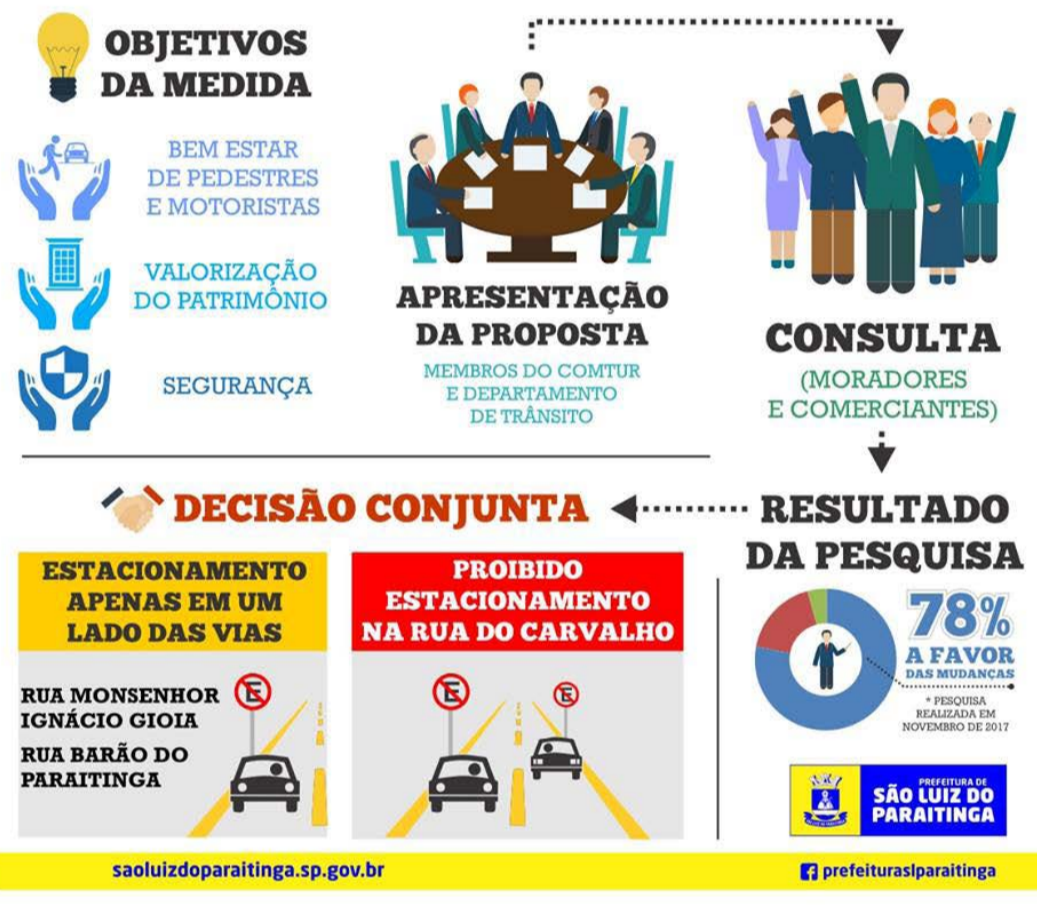 OBJETIVOS
DA MEDIDA
BEM ESTAR
DE PEDESTRES
E MOTORISTAS
VALORIZAÇÃO
DO PATRIMÔNIO
SEGURANÇA
APRESENTAÇÃO
DA PROPOSTA
MEMBROS DO COMTUR
E DEPARTAMENTO
DE TRÂNSITO
CONSULTA
(MORADORES
E COMERCIANTES)
RESULTADO
DA PESQUISA
78%
A FAVOR
DAS MUDANÇAS
* PESQUISA
REALIZADA EM
NOVEMBRO DE 2017
DECISÃO CONJUNTA
ESTACIONAMENTO
APENAS EM UM
LADO DAS VIAS
RUA MONSENHOR
IGNÁCIO GIOIA
RUA BARÃO DO
PARAITINGA
E
PROIBIDO
ESTACIONAMENTO
NA RUA DO CARVALHO
E
E
PREFEITURA DE
SÃO LUIZ DO
PARAITINGA
saoluizdoparaitinga.sp.gov.br
f prefeituraslparaitinga